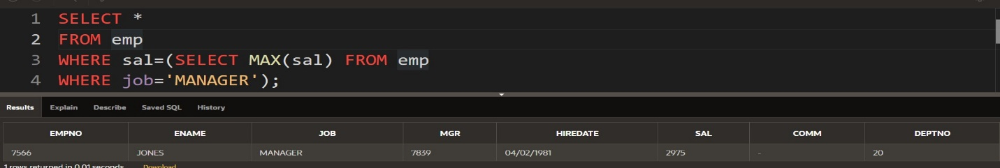 1 SELECT *
2 FROM emp
3 WHERE sal=(SELECT MAX(sal) FROM emp
4 WHERE job='MANAGER');
Results Explain Describe Saved SQL History
EMPNO ENAME JOB MGR HIREDATE SAL COMM DEPTNO
7566 JONES MANAGER 7839 04/02/1981 2975 - 20
1 rows returned in 0.01 seconds Download